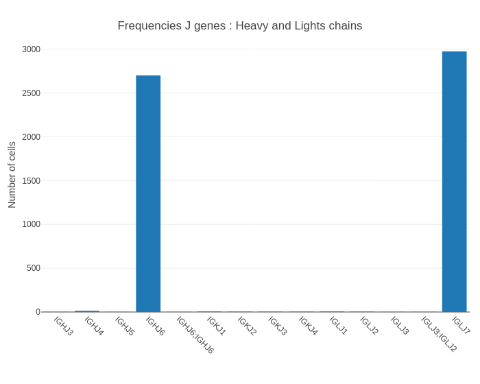 Frequencies J genes : Heavy and Lights chains
Number of cells
3000
2500
2000
1500
1000
500
0
IGHJ3
IGHJ4
IGHJ5
IGHJ6
IGHJ6;IGHJ6
IGKJ1
IGKJ2
IGKJ3
IGKJ4
IGLJ1
IGLJ2
IGLJ3
IGLJ3;IGLJ2
IGLJ7